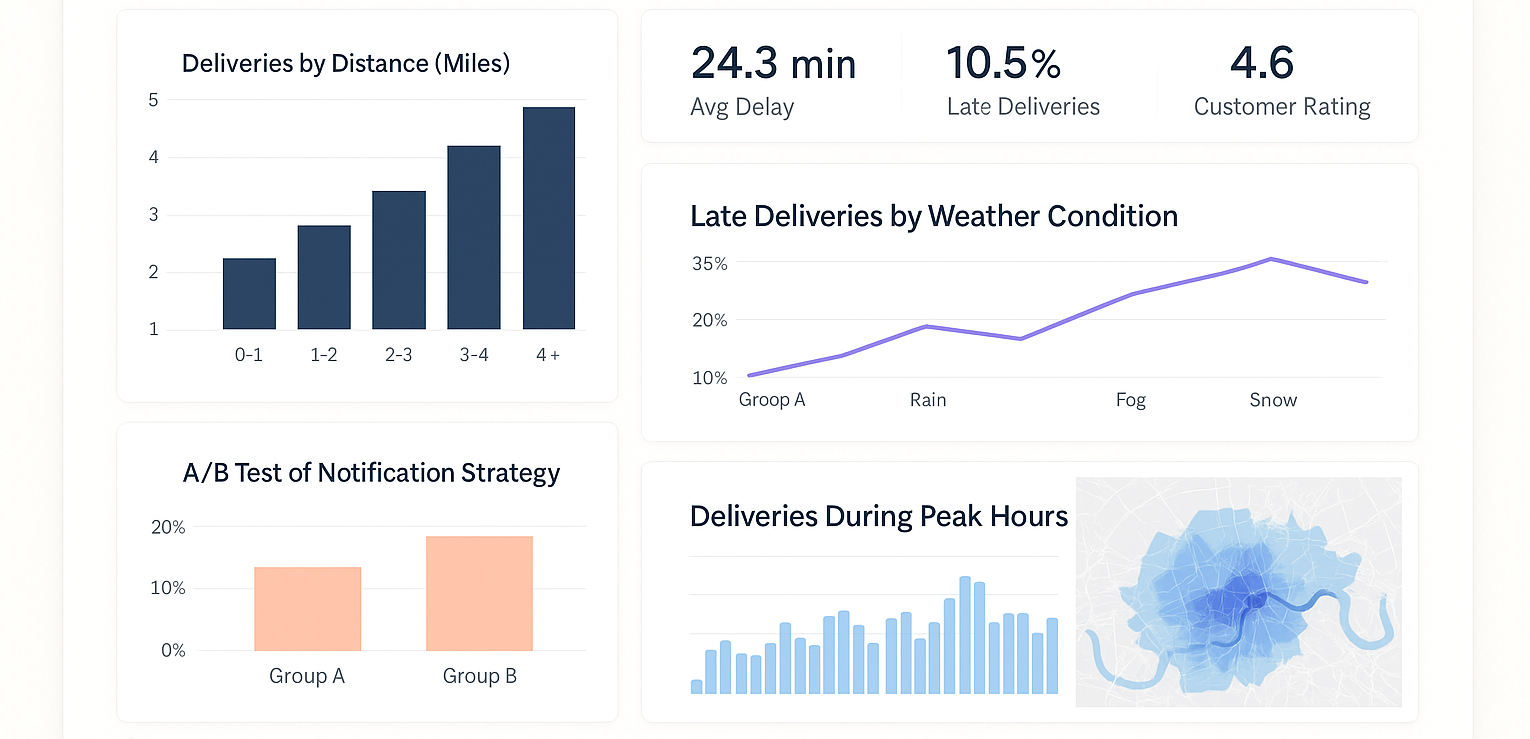 Deliveries by Distance (Miles)
5
4
3
2
1
0-1 1-2 2-3 3-4 4+
24.3 min 10.5% 4.6
Avg Delay Late Deliveries Customer Rating
Late Deliveries by Weather Condition
35%
20%
10%
Groop A Rain Fog Snow
A/B Test of Notification Strategy
20%
10%
0%
Group A Group B
Deliveries During Peak Hours